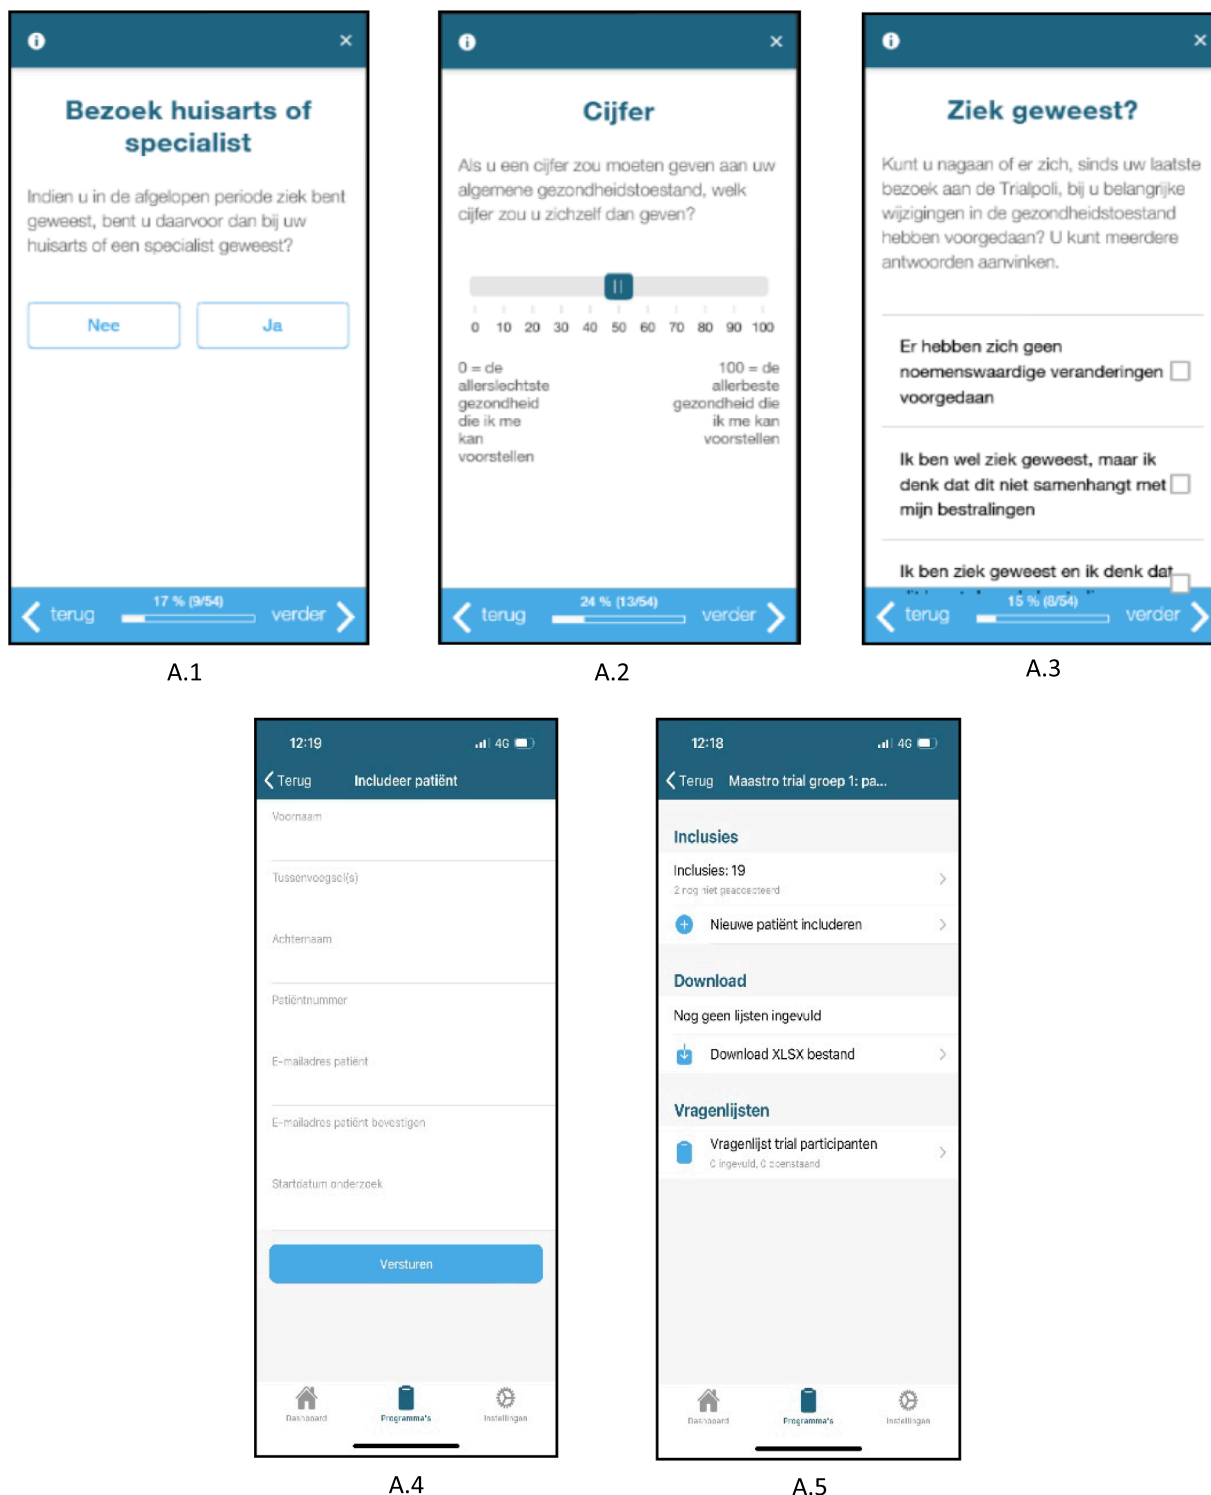 Bezoek huisarts of
specialist
Indien u in de afgelopen periode ziek bent
geweest, bent u daarvoor dan bij uw
huisarts of een specialist geweest?
Nee
Ja
terug
17 % (9/54)
verder
A.1
Cijfer
Als u een cijfer zou moeten geven aan uw
algemene gezondheidstoestand, welk
cijfer zou u zichzelf dan geven?
0 10 20 30 40 50 60 70 80 90 100
0 = de
allerslechtste
gezondheid
die ik me
kan
voorstellen
100 = de
allerbeste
gezondheid die
ik me kan
voorstellen
terug
24 % (13/54)
verder
A.2
Ziek geweest?
Kunt u nagaan of er zich, sinds uw laatste
bezoek aan de Trialpoli, bij u belangrijke
wijzigingen in de gezondheidstoestand
hebben voorgedaan? U kunt meerdere
antwoorden aanvinken.
Er hebben zich geen
noemenswaardige veranderingen
voorgedaan
Ik ben wel ziek geweest, maar ik
denk dat dit niet samenhangt met
mijn bestralingen
Ik ben ziek geweest en ik denk dat
terug
15 % (8/54)
verder
A.3
12:19
4G
Terug
Includeer patiënt
Voornaam
Tussenvoegsel(s)
Achternaam
Patiëntnummer
E-mailadres patiënt
E-mailadres patiënt bevestigen
Startdatum onderzoek
Versturen
Dashboard
Programma's
Instellingen
A.4
12:18
4G
Terug
Maastro trial groep 1: pa...
Inclusies
Inclusies: 19
2 nog niet geaccepteerd
Nieuwe patiënt includeren
Download
Nog geen lijsten ingevuld
Download XLSX bestand
Vragenlijsten
Vragenlijst trial participanten
0 ingevuld, 0 openstaand
Dashboard
Programma's
Instellingen
A.5